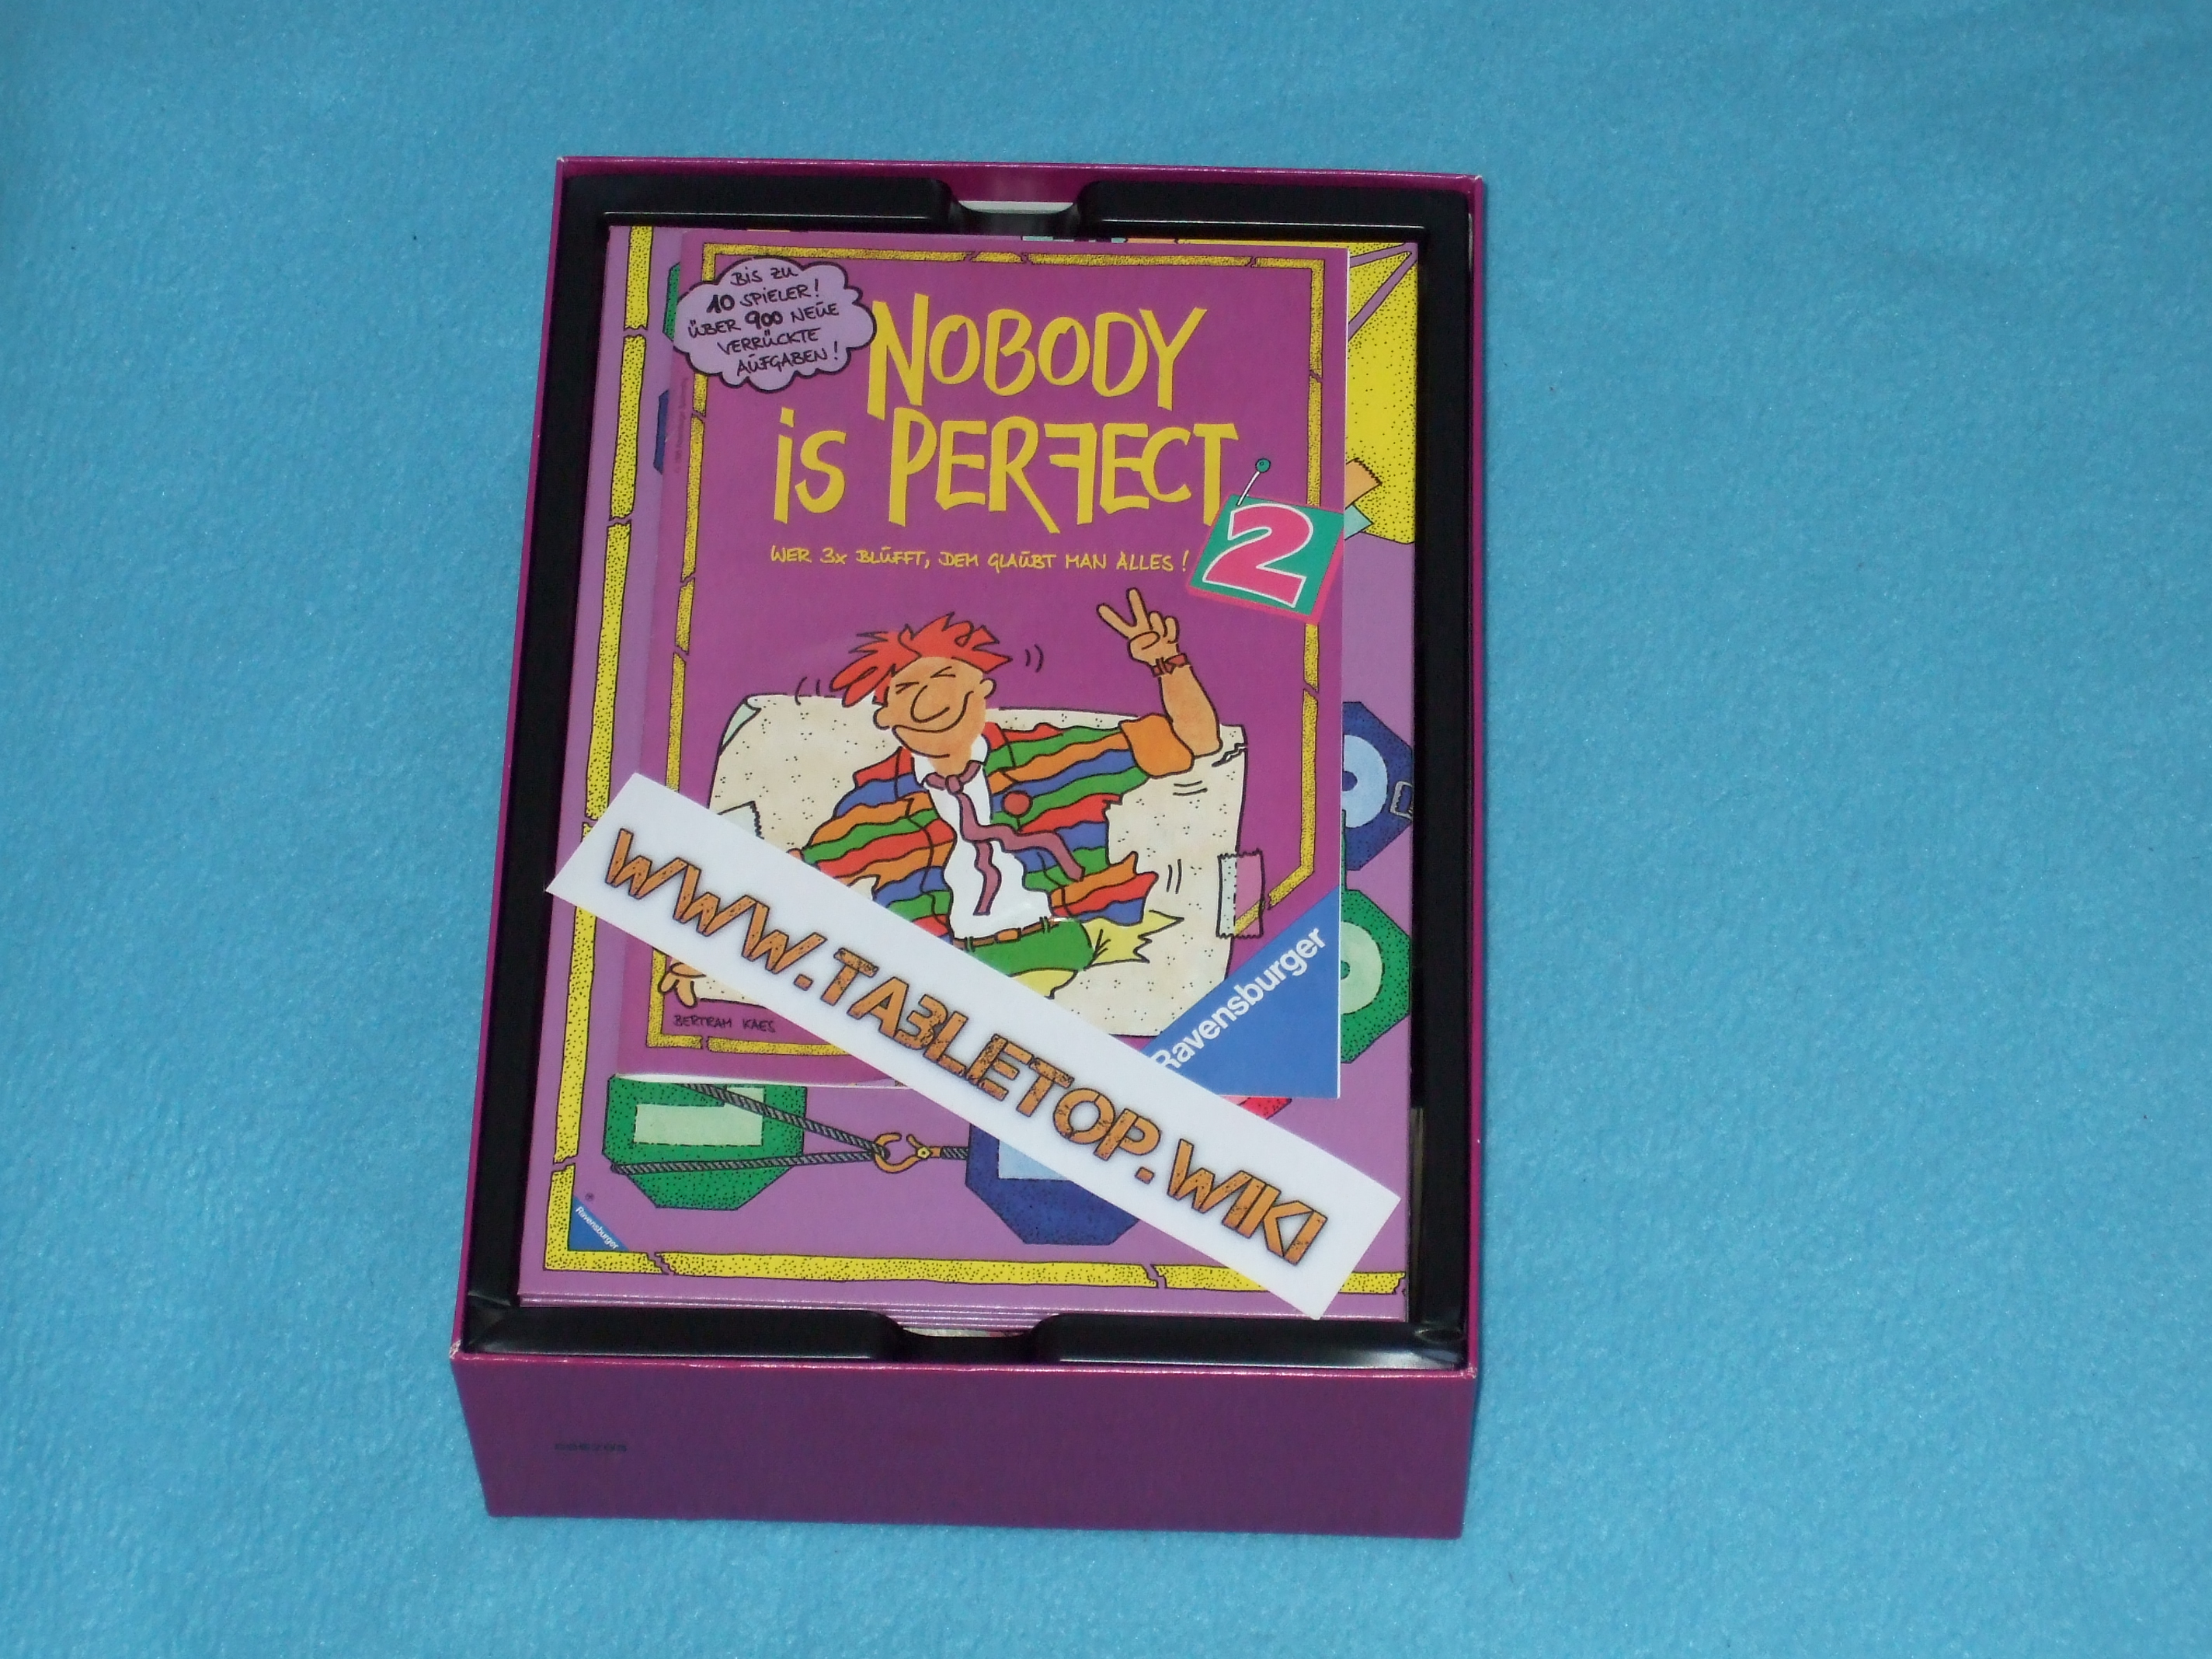 Bis zu
10 Spieler!
über 900 neue
verrückte
Aufgaben!
NOBODY
iS PERFECT
2
WER 3x BLÜFFT, DEM GLAÜBT MAN ALLES!
BERTRAM KAES
Ravensburger
WWW.TABLETOP.WIKI
Ravensburger
®